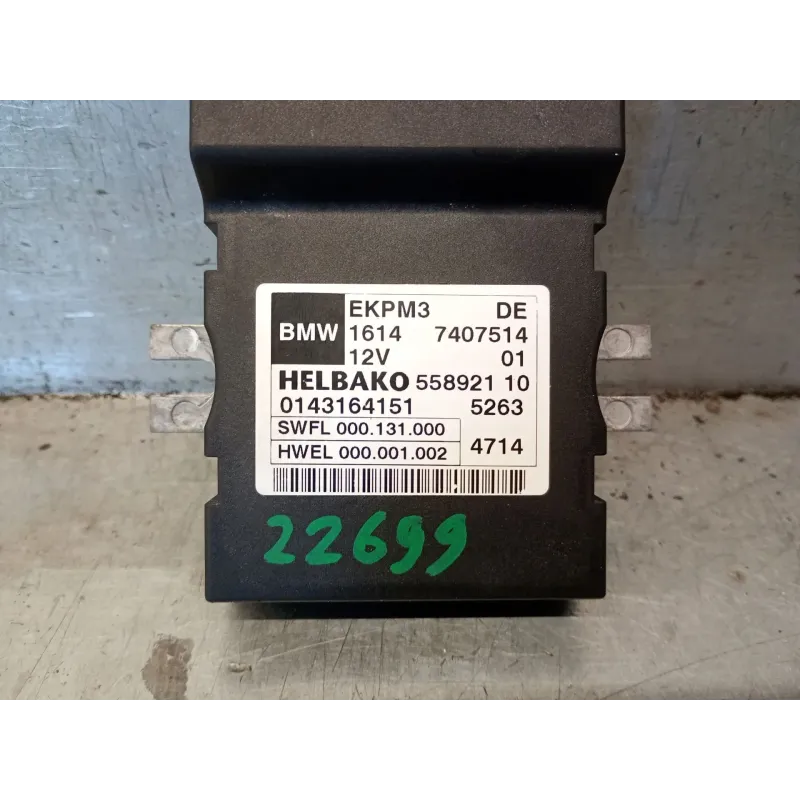 EKPM3 DE
BMW 1614 7407514
12V 01
HELBAKO 558921 10
0143164151 5263
SWFL 000.131.000
HWEL 000.001.002 4714
22699